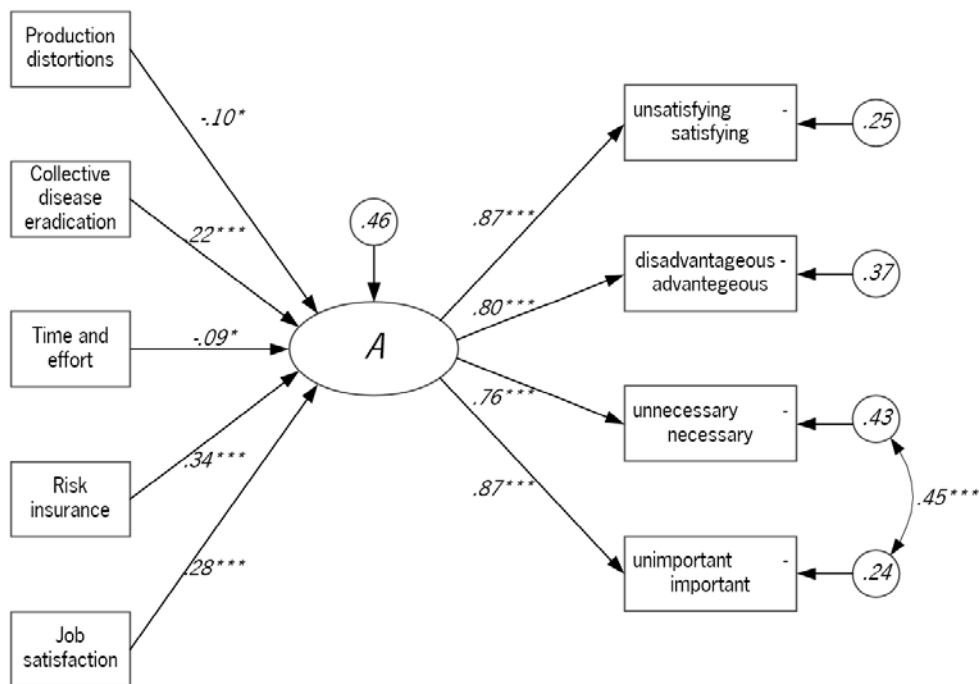 Production
distortions
-.10*
Collective
disease
eradication
.22***
Time and
effort
-.09*
Risk
insurance
.34***
Job
satisfaction
.28***
.46
A
.87***
unsatisfying -
satisfying
.25
.80***
disadvantageous -
advantegeous
.37
.76***
unnecessary -
necessary
.43
.87***
unimportant -
important
.24
.45***